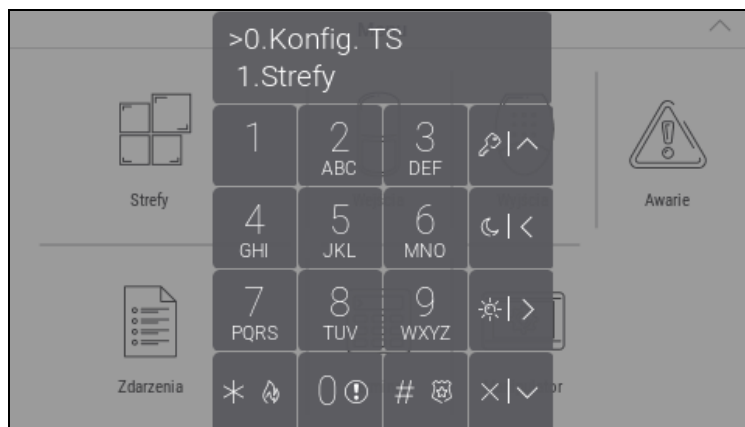 >0.Konfig. TS
1.Strefy
1
2
ABC
3
DEF
Strefy
Awarie
4
GHI
5
JKL
6
MNO
7
PQRS
8
TUV
9
WXYZ
Zdarzenia
*
0
#